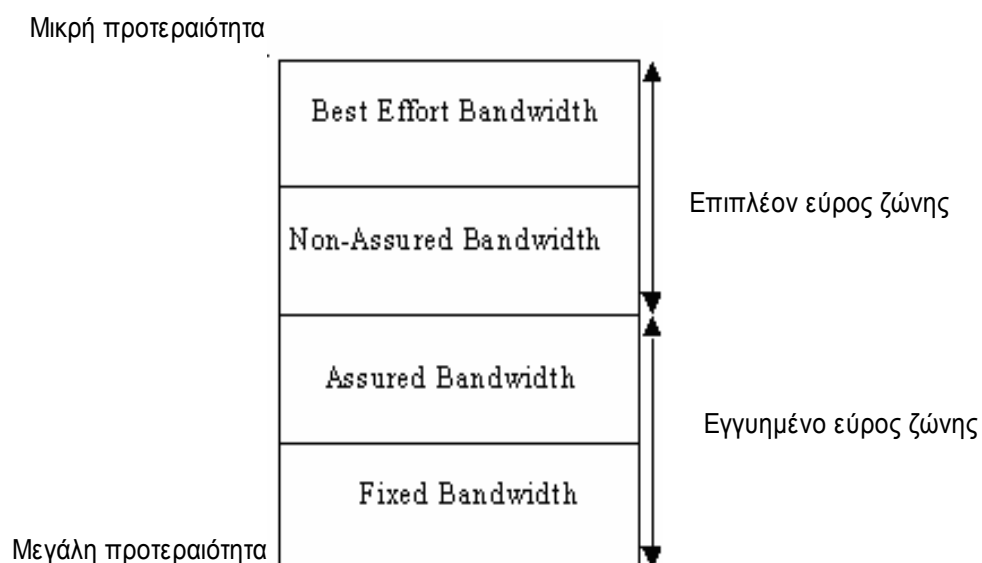 Μικρή προτεραιότητα
Best Effort Bandwidth
Επιπλέον εύρος ζώνης
Non-Assured Bandwidth
Assured Bandwidth
Εγγυημένο εύρος ζώνης
Fixed Bandwidth
Μεγάλη προτεραιότητα